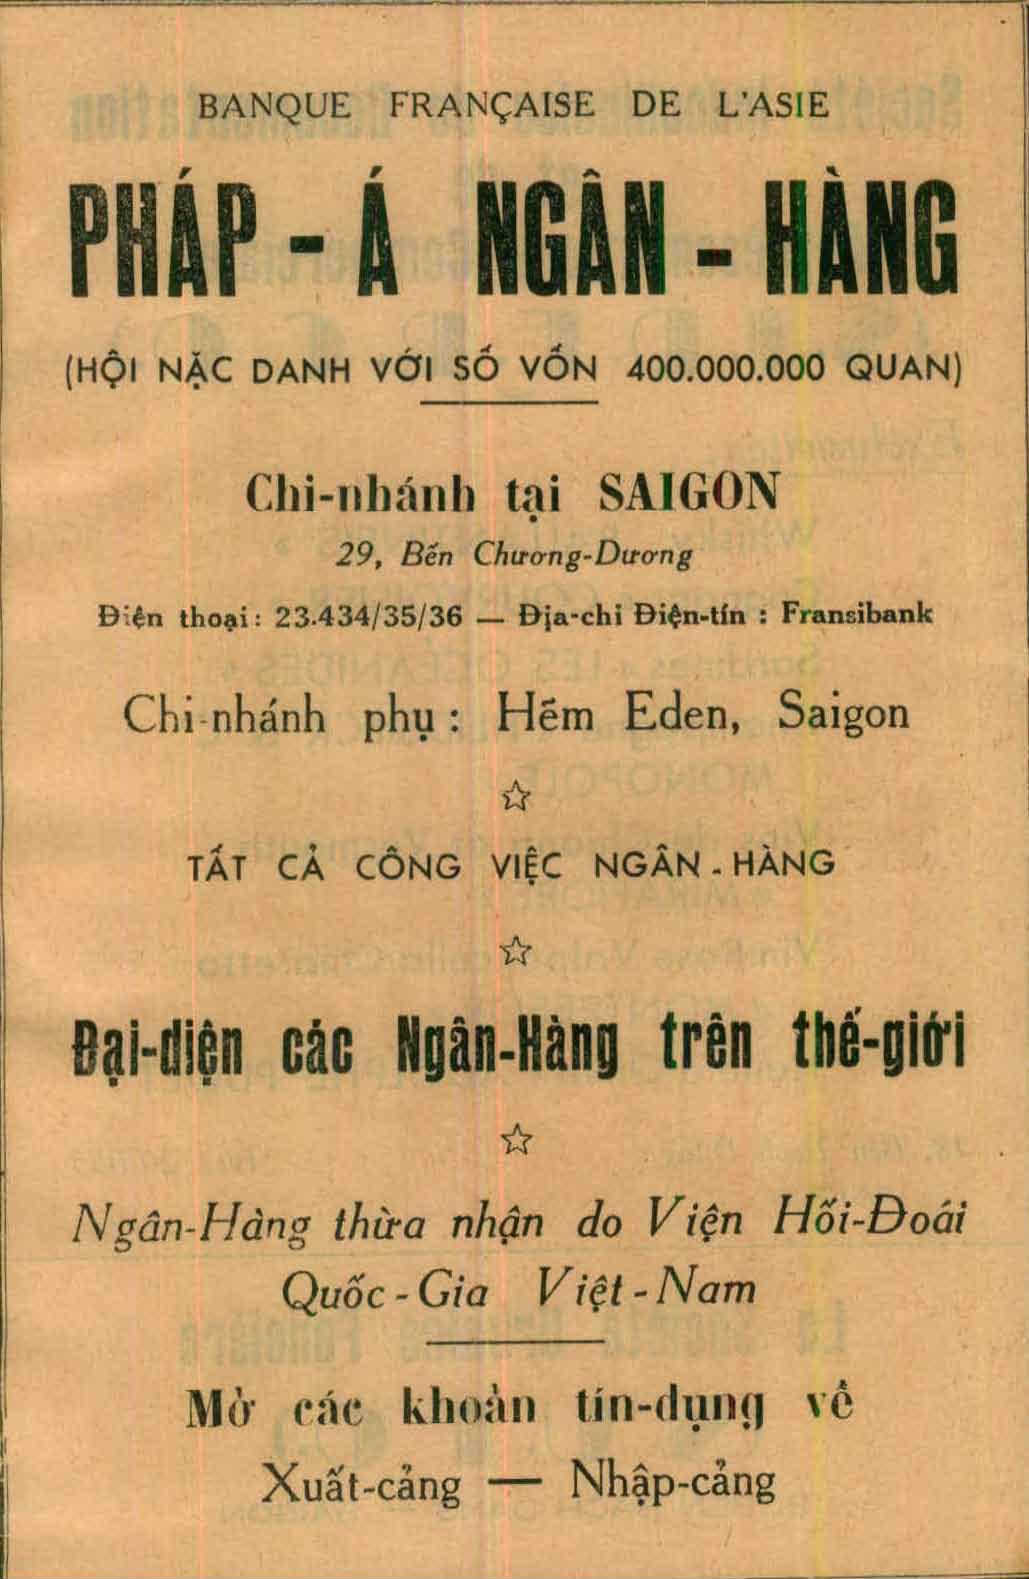 BANQUE FRANÇAISE DE L'ASIE
PHÁP - Á NGÂN - HÀNG
(HỘI NẶC DANH VỚI SỐ VỐN 400.000.000 QUAN)
Chi-nhánh tại SAIGON
29, Bến Chương-Dương
Điện thoại: 23.434/35/36 — Địa-chỉ Điện-tín : Fransibank
Chi-nhánh phụ : Hẻm Eden, Saigon
☆
TẤT CẢ CÔNG VIỆC NGÂN - HÀNG
☆
Đại-diện các Ngân-Hàng trên thế-giới
☆
Ngân-Hàng thừa nhận do Viện Hối-Đoái
Quốc - Gia Việt - Nam
Mở các khoản tín-dụng về
Xuất-cảng — Nhập-cảng